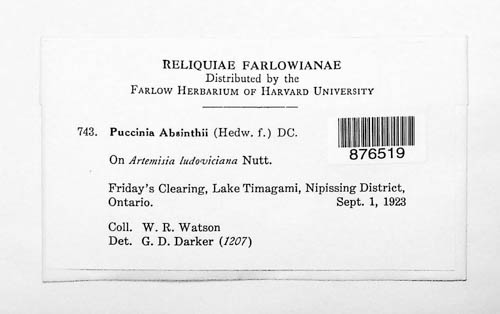 RELIQUIAE FARLOWIANAE
Distributed by the
FARLOW HERBARIUM OF HARVARD UNIVERSITY
743. Puccinia Absinthii (Hedw. f.) DC.
876519
On Artemisia ludoviciana Nutt.
Friday's Clearing, Lake Timagami, Nipissing District,
Ontario. Sept. 1, 1923
Coll. W. R. Watson
Det. G. D. Darker (1207)